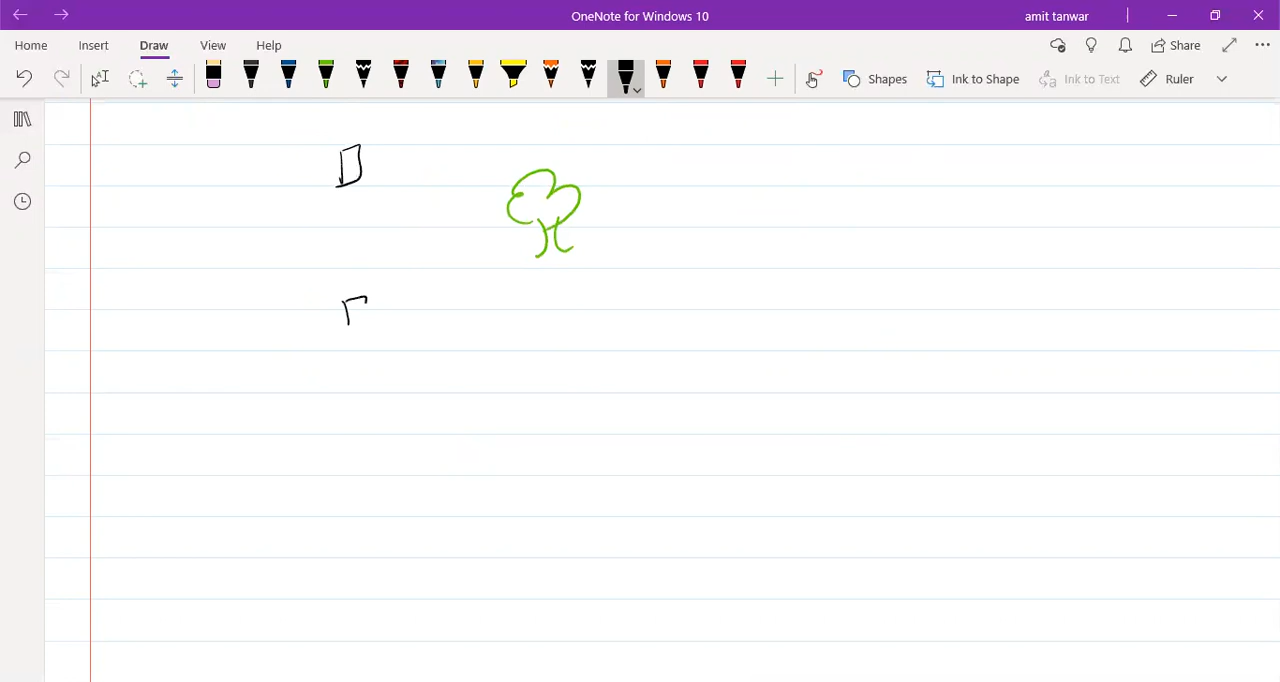 OneNote for Windows 10
amit tanwar
Home Insert Draw View Help
Share
Shapes Ink to Shape Ink to Text Ruler